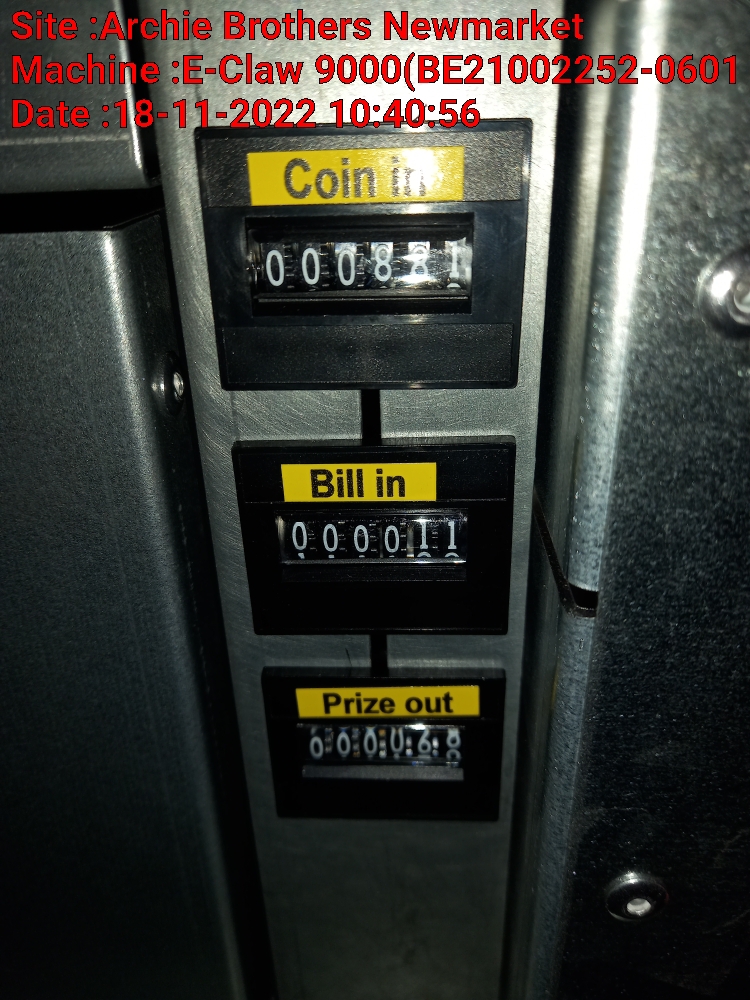 Site :Archie Brothers Newmarket
Machine :E-Claw 9000(BE21002252-0601
Date :18-11-2022 10:40:56
Coin in
000881
Bill in
000011
Prize out
000068